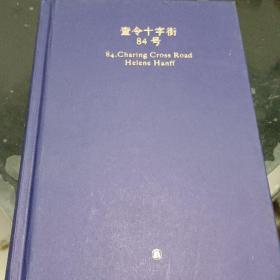 查令十字街
84号
84,Charing Cross Road
Helene Hanff